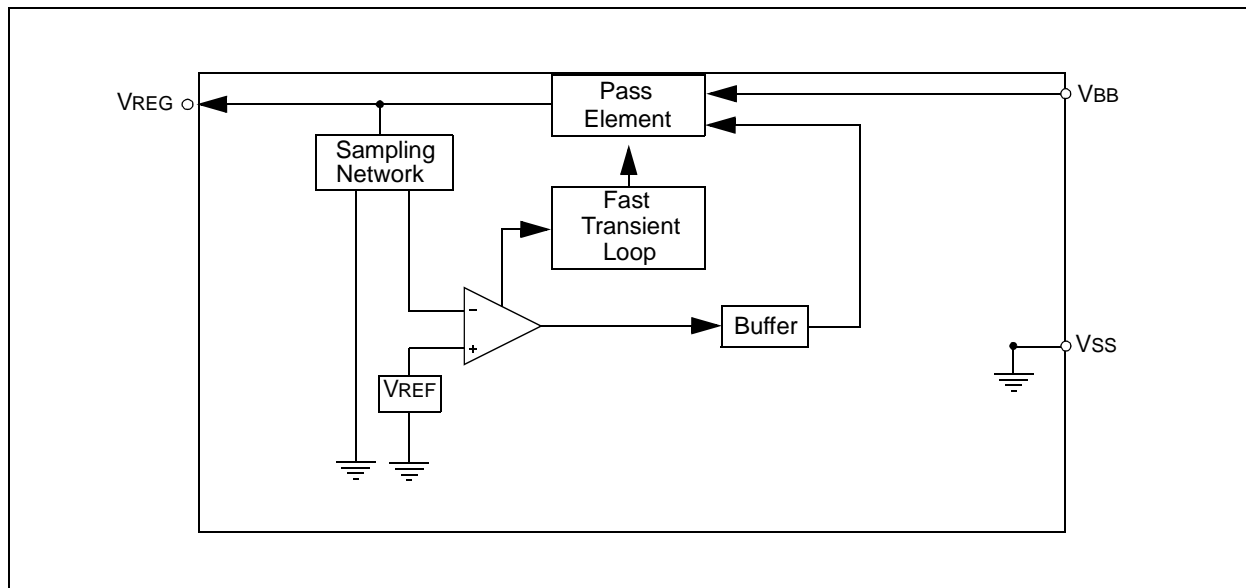 VREG
Pass
Element
VBB
Sampling
Network
Fast
Transient
Loop
-
+
Buffer
VSS
VREF